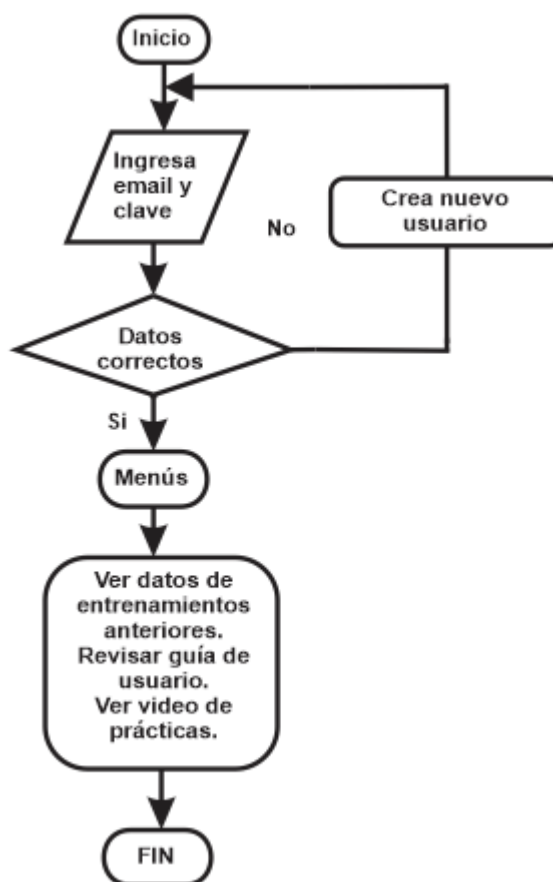 Inicio
Ingresa
email y
clave
No
Crea nuevo
usuario
Datos
correctos
Si
Menús
Ver datos de
entrenamientos
anteriores.
Revisar guía de
usuario.
Ver video de
prácticas.
FIN